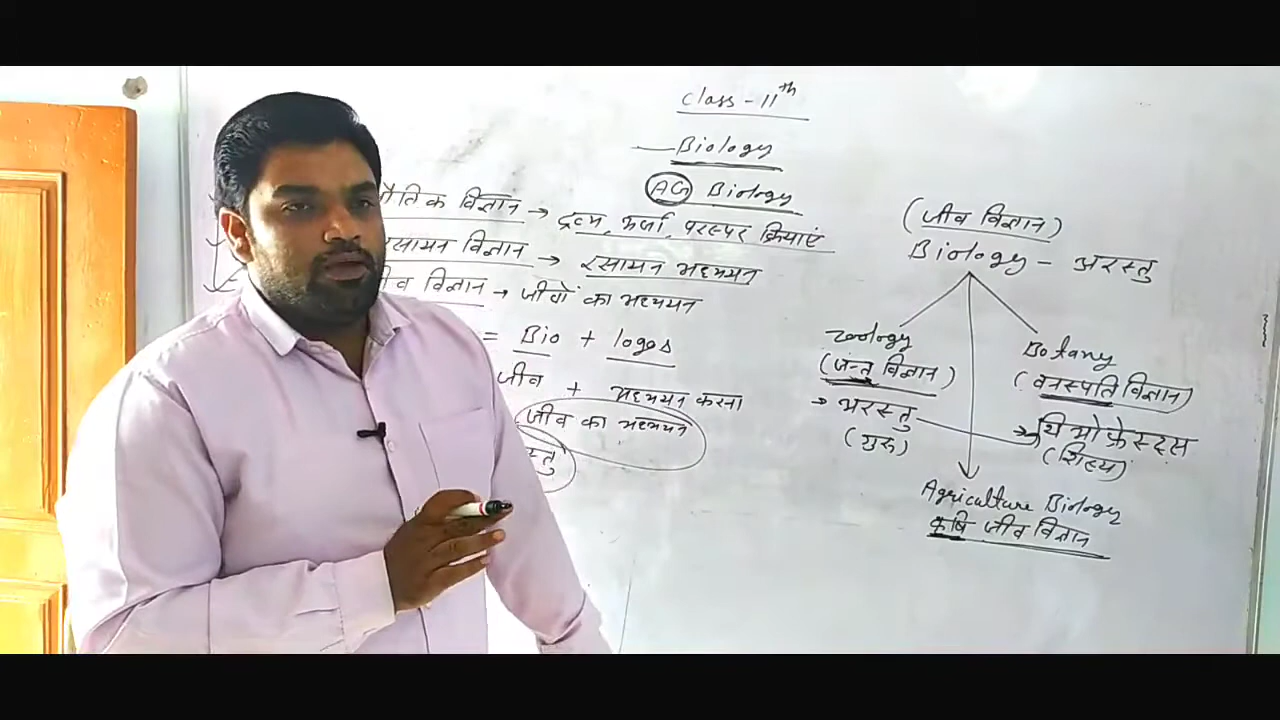 Class - 11th
Biology
AG Biology
भौतिक विज्ञान → द्रव्य, ऊर्जा, परस्पर क्रियाएं
रसायन विज्ञान → रसायन अध्ययन
जीव विज्ञान → जीवों का अध्ययन
= Bio + logos
जीव + अध्ययन करना
जीव का अध्ययन
(जीव विज्ञान)
Biology - अरस्तु
Zoology
(जन्तु विज्ञान)
→ अरस्तु
(गुरु)
Botany
(वनस्पति विज्ञान)
→ थियोफ्रेस्टस
(शिष्य)
Agriculture Biology
कृषि जीव विज्ञान